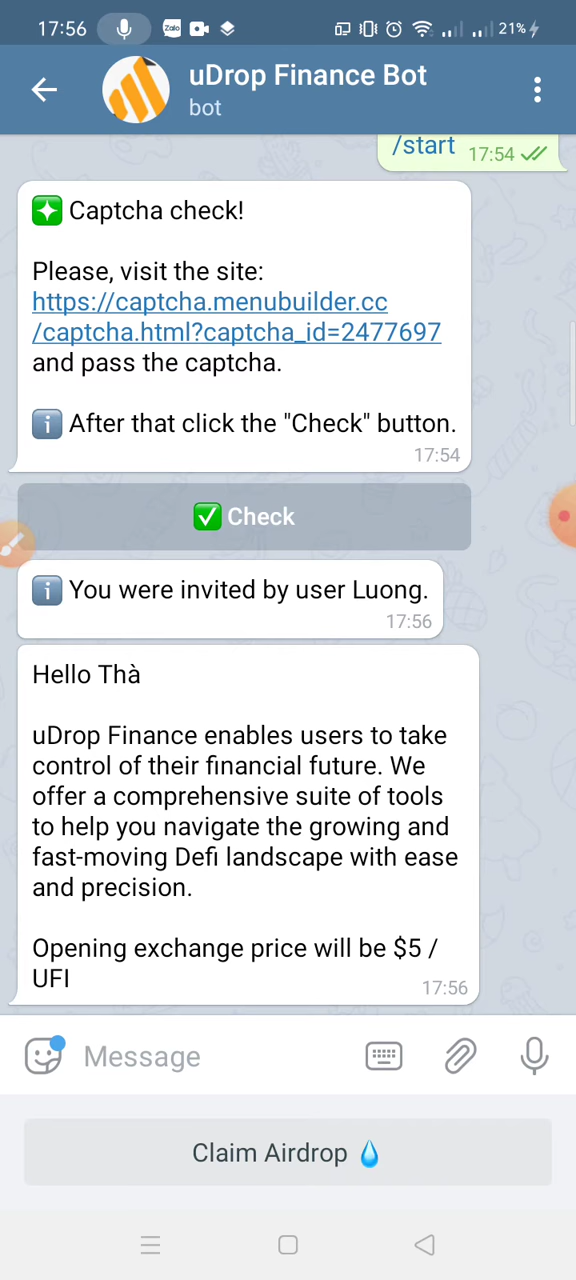 17:56
Zalo
21%
uDrop Finance Bot
bot
/start
17:54
Captcha check!
Please, visit the site:
https://captcha.menubuilder.cc
/captcha.html?captcha_id=2477697
and pass the captcha.
After that click the "Check" button.
17:54
Check
You were invited by user Luong.
17:56
Hello Thà
uDrop Finance enables users to take
control of their financial future. We
offer a comprehensive suite of tools
to help you navigate the growing and
fast-moving Defi landscape with ease
and precision.
Opening exchange price will be $5 /
UFI
17:56
Message
Claim Airdrop